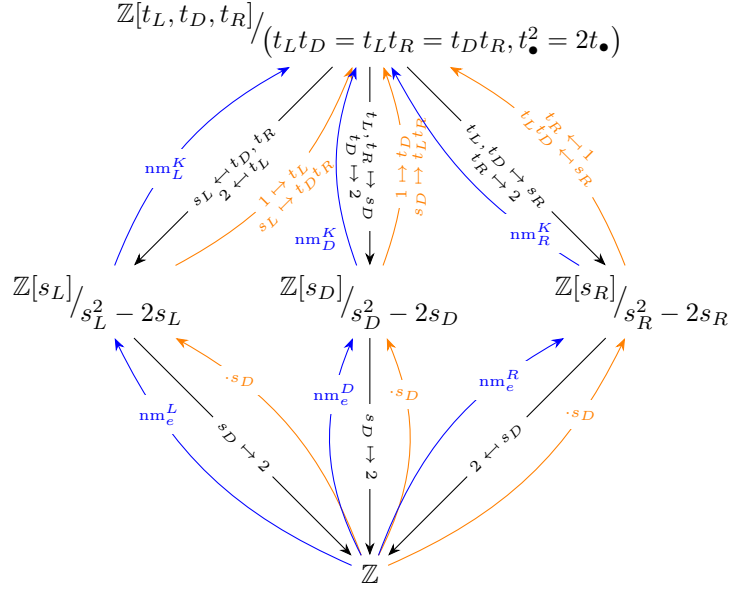 ℤ[t_L, t_D, t_R]/(t_L t_D = t_L t_R = t_D t_R, t_•^2 = 2t_•)
nm_L^K
s_L ↤ t_D, t_R
2 ↤ t_L
1 ↦ t_L
s_L ↦ t_D t_R
nm_D^K
t_L, t_R ↦ s_D
t_D ↦ 2
1 ↦ t_D
s_D ↦ t_L t_R
nm_R^K
t_L, t_D ↦ s_R
t_R ↦ 2
t_R ↤ 1
t_L t_D ↤ s_R
ℤ[s_L]/s_L^2 − 2s_L
ℤ[s_D]/s_D^2 − 2s_D
ℤ[s_R]/s_R^2 − 2s_R
nm_e^L
s_D ↦ 2
·s_D
nm_e^D
s_D ↦ 2
·s_D
nm_e^R
2 ↤ s_D
·s_D
ℤ